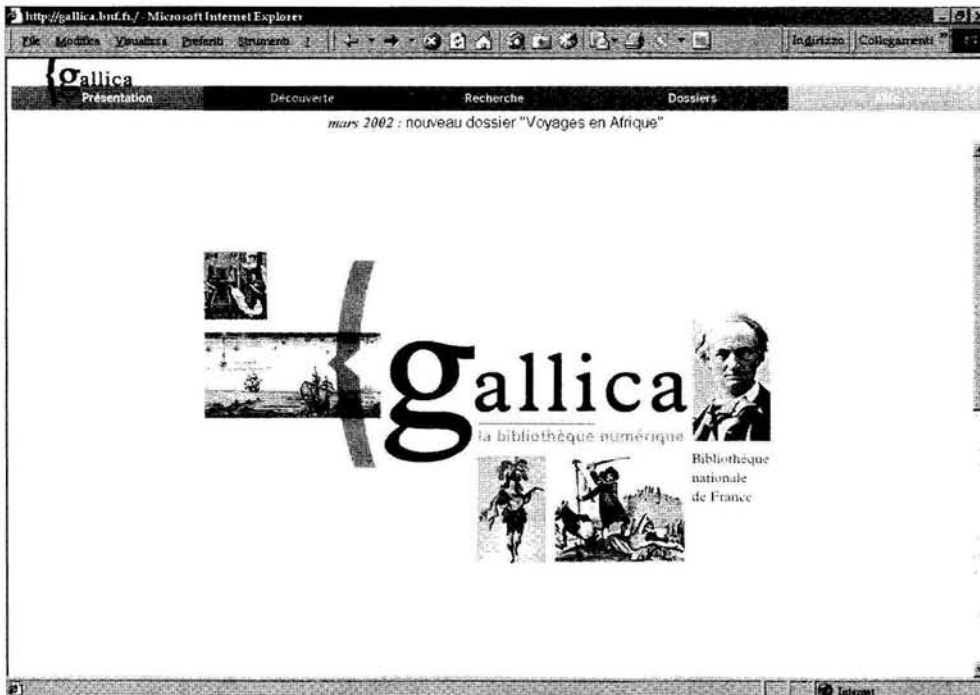 http://gallica.bnf.fr./ - Microsoft Internet Explorer
File Modifica Visualizza Preferiti Strumenti ? Indirizzo Collegamenti »
gallica
Présentation Découverte Recherche Dossiers
mars 2002 : nouveau dossier "Voyages en Afrique"
gallica
la bibliothèque numérique
Bibliothèque
nationale
de France
Internet